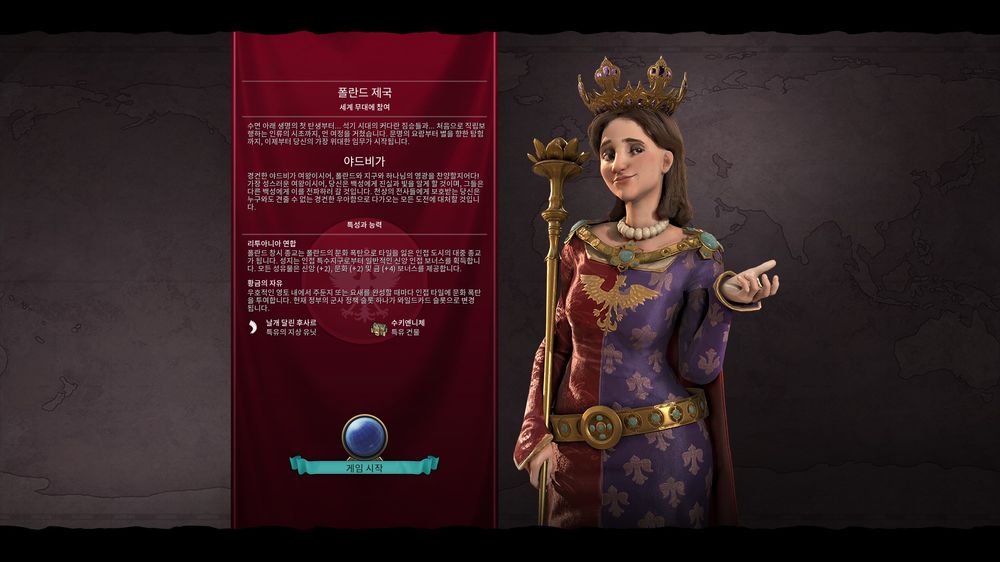 폴란드 제국
세계 무대에 참여
수면 아래 생명의 첫 탄생부터... 석기 시대의 커다란 짐승들과... 처음으로 직립보
행하는 인류의 시초까지, 먼 여정을 거쳤습니다. 문명의 요람부터 별을 향한 탐험
까지, 이제부터 당신의 가장 위대한 임무가 시작됩니다.
야드비가
경건한 야드비가 여왕이시어, 폴란드와 지구와 하나님의 영광을 찬양할지어다!
가장 성스러운 여왕이시어, 당신은 백성에게 진실과 빛을 알게 할 것이며, 그들은
다른 백성에게 이를 전파하러 갈 것입니다. 천상의 전사들에게 보호받는 당신은
누구와도 견줄 수 없는 경건한 우아함으로 다가오는 모든 도전에 대처할 것입니
다.
특성과 능력
리투아니아 연합
폴란드 창시 종교는 폴란드의 문화 폭탄으로 타일을 잃은 인접 도시의 대중 종교
가 됩니다. 성지는 인접 특수지구로부터 일반적인 신앙 인접 보너스를 획득합니
다. 모든 성유물은 신앙 (+2), 문화 (+2) 및 금 (+4) 보너스를 제공합니다.
황금의 자유
우호적인 영토 내에서 주둔지 또는 요새를 완성할 때마다 인접 타일에 문화 폭탄
을 투여합니다. 현재 정부의 군사 정책 슬롯 하나가 와일드카드 슬롯으로 변경
됩니다.
날개 달린 후사르
특유의 지상 유닛
수키엔니체
특유 건물
게임 시작